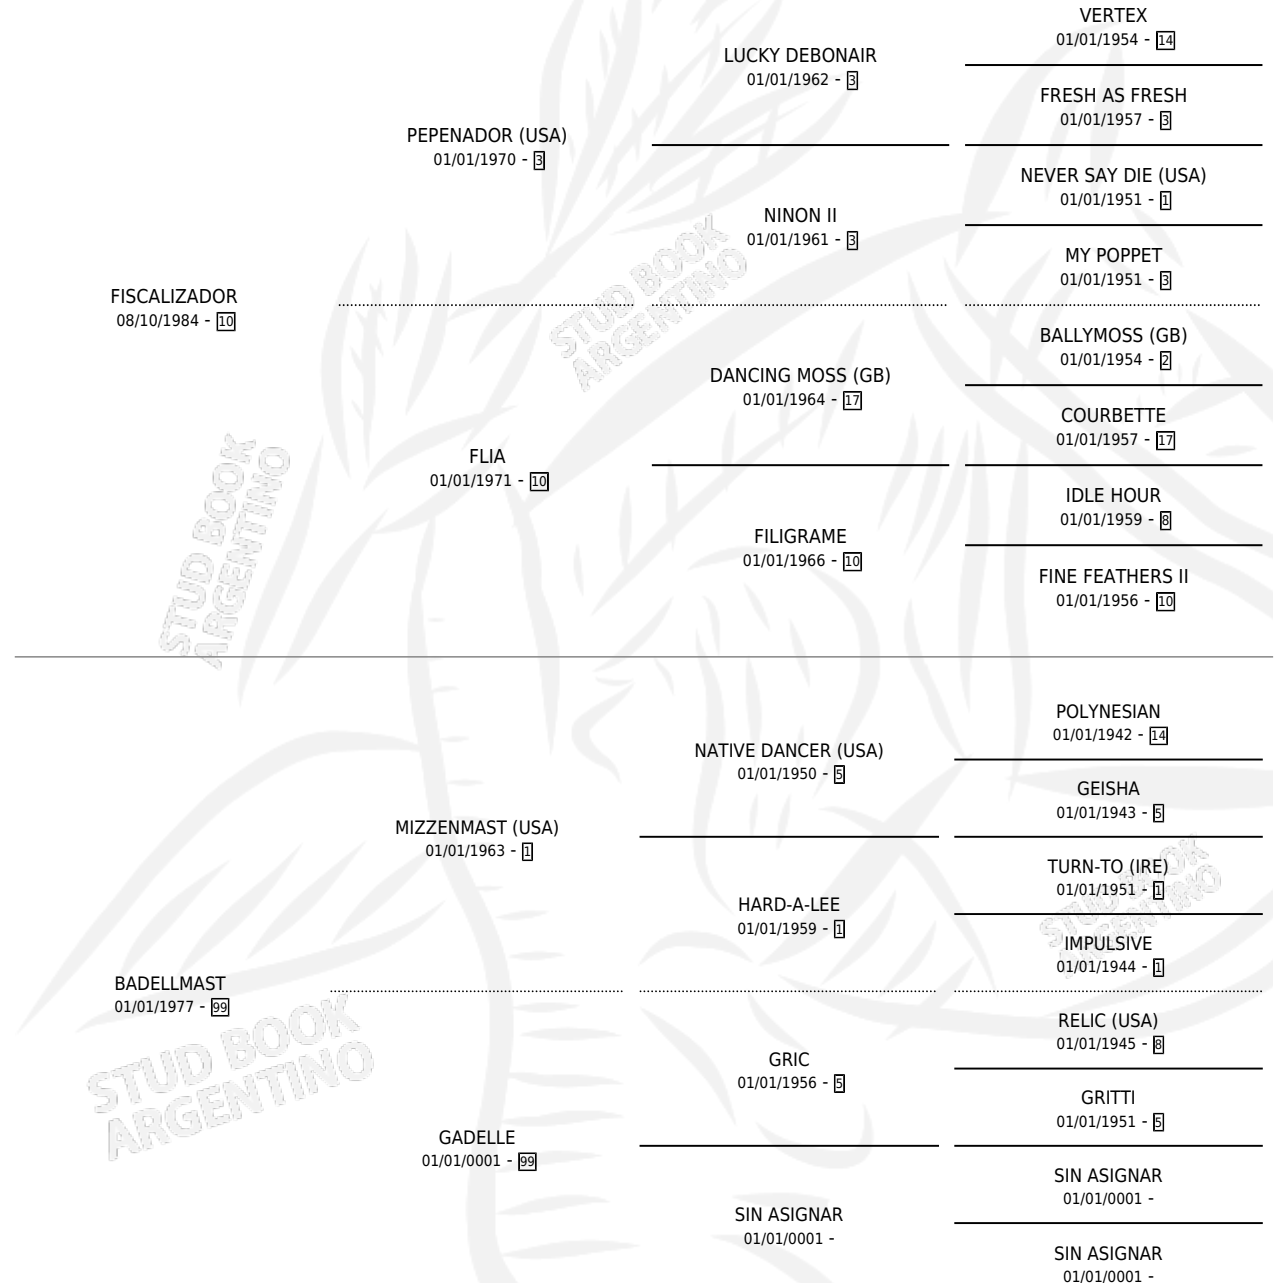 VERTEX
01/01/1954 - 14
LUCKY DEBONAIR
01/01/1962 - 3
FRESH AS FRESH
01/01/1957 - 3
PEPENADOR (USA)
01/01/1970 - 3
NEVER SAY DIE (USA)
01/01/1951 - 1
NINON II
01/01/1961 - 3
MY POPPET
01/01/1951 - 3
FISCALIZADOR
08/10/1984 - 10
BALLYMOSS (GB)
01/01/1954 - 2
DANCING MOSS (GB)
01/01/1964 - 17
COURBETTE
01/01/1957 - 17
FLIA
01/01/1971 - 10
IDLE HOUR
01/01/1959 - 8
FILIGRAME
01/01/1966 - 10
FINE FEATHERS II
01/01/1956 - 10
STUD BOOK
ARGENTINO
STUD BOOK
ARGENTINO
POLYNESIAN
01/01/1942 - 14
NATIVE DANCER (USA)
01/01/1950 - 5
GEISHA
01/01/1943 - 5
MIZZENMAST (USA)
01/01/1963 - 1
TURN-TO (IRE)
01/01/1951 - 1
HARD-A-LEE
01/01/1959 - 1
IMPULSIVE
01/01/1944 - 1
BADELLMAST
01/01/1977 - 99
RELIC (USA)
01/01/1945 - 8
GRIC
01/01/1956 - 5
GRITTI
01/01/1951 - 5
GADELLE
01/01/0001 - 99
SIN ASIGNAR
01/01/0001 -
SIN ASIGNAR
01/01/0001 -
SIN ASIGNAR
01/01/0001 -
STUD BOOK
ARGENTINO
STUD BOOK
ARGENTINO